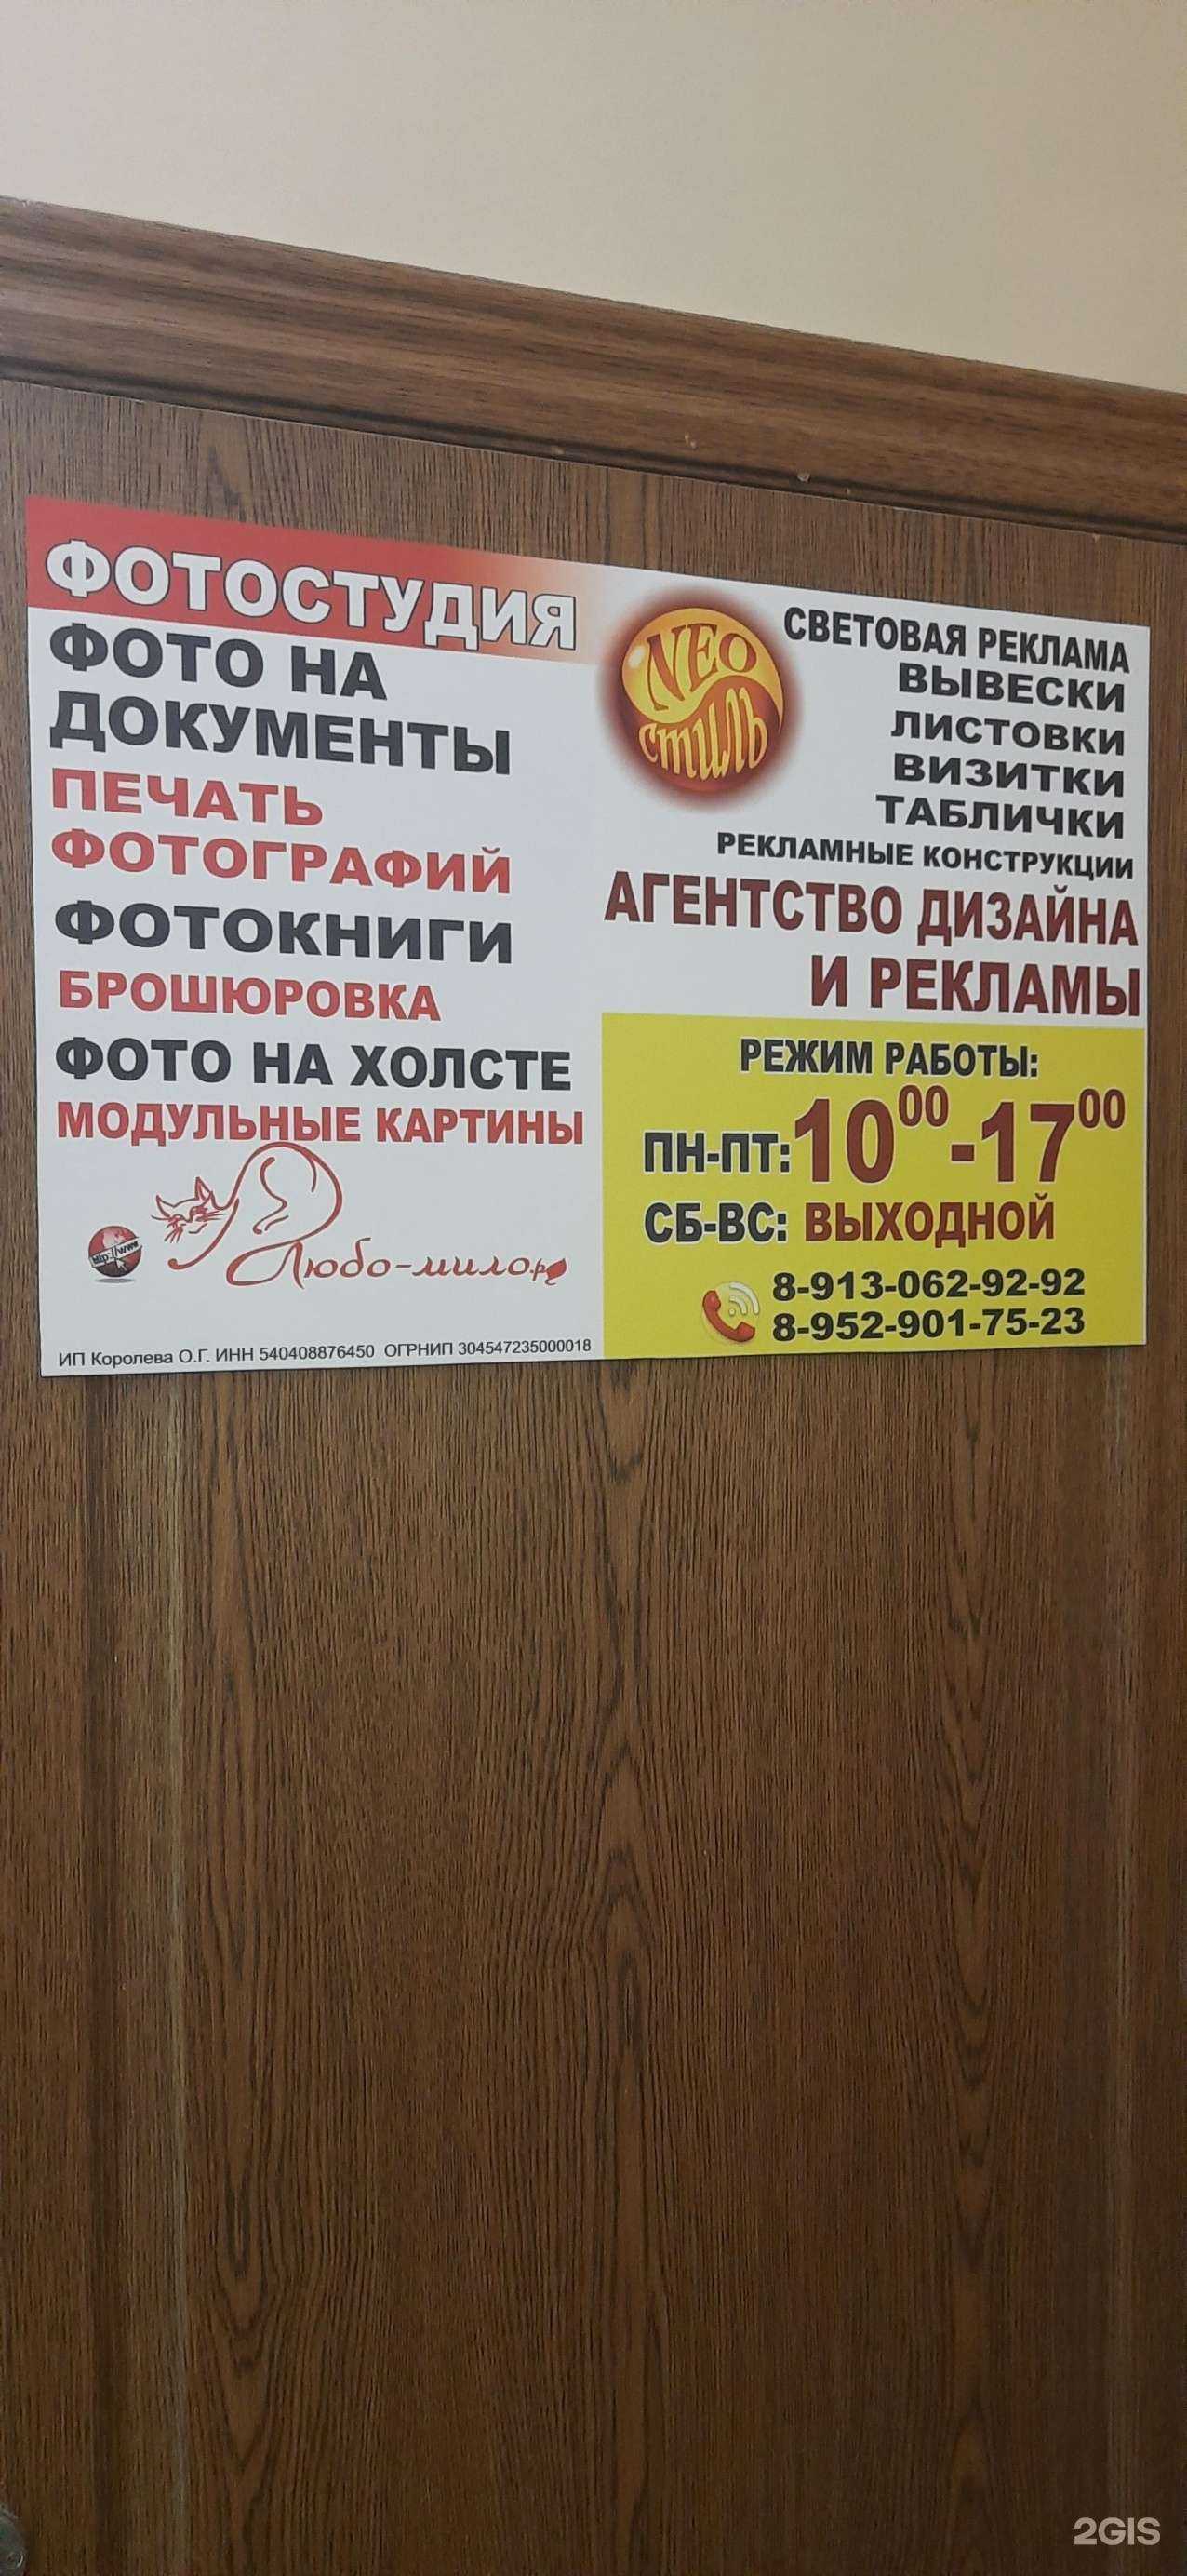 ФОТОСТУДИЯ
ФОТО НА
ДОКУМЕНТЫ
ПЕЧАТЬ
ФОТОГРАФИЙ
ФОТОКНИГИ
БРОШЮРОВКА
ФОТО НА ХОЛСТЕ
МОДУЛЬНЫЕ КАРТИНЫ
http://www
Любо-мило.рф
ИП Королева О.Г. ИНН 540408876450 ОГРНИП 304547235000018
NEO
СТИЛЬ
СВЕТОВАЯ РЕКЛАМА
ВЫВЕСКИ
ЛИСТОВКИ
ВИЗИТКИ
ТАБЛИЧКИ
РЕКЛАМНЫЕ КОНСТРУКЦИИ
АГЕНТСТВО ДИЗАЙНА
И РЕКЛАМЫ
РЕЖИМ РАБОТЫ:
ПН-ПТ: 10⁰⁰-17⁰⁰
СБ-ВС: ВЫХОДНОЙ
8-913-062-92-92
8-952-901-75-23
2GIS